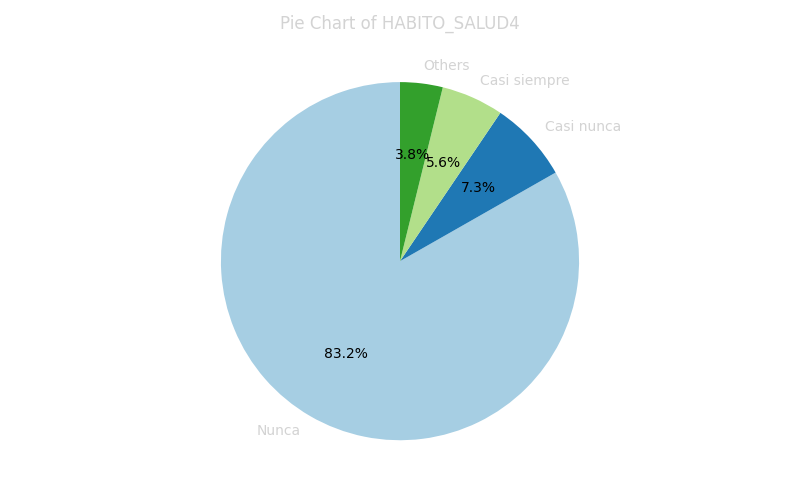 Pie Chart of HABITO_SALUD4
Others
Casi siempre
Casi nunca
3.8%
5.6%
7.3%
83.2%
Nunca